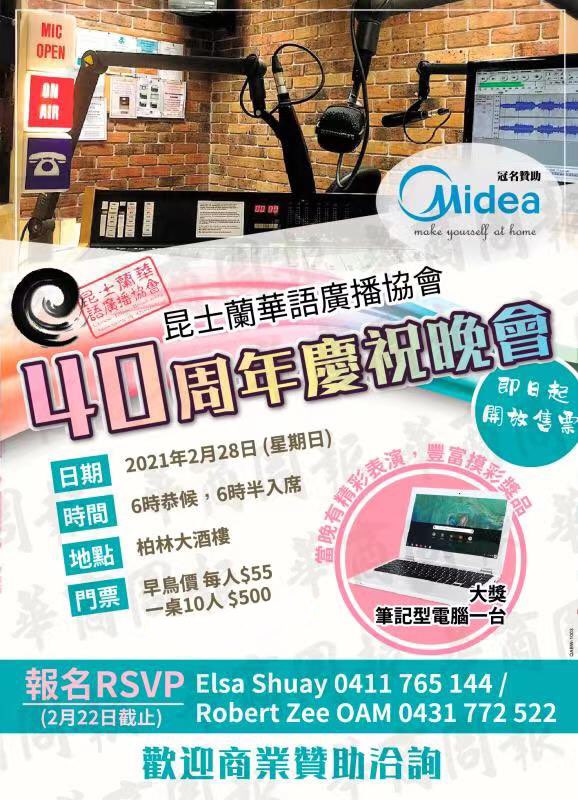 MIC
OPEN
ON
AIR
冠名贊助
Midea
make yourself at home
昆士蘭華
語廣播協會
昆士蘭華語廣播協會
40周年慶祝晚會
即日起
開放售票
日期
2021年2月28日 (星期日)
時間
6時恭候，6時半入席
地點
柏林大酒樓
門票
早鳥價 每人$55
一桌10人 $500
當晚有精彩表演，豐富摸彩獎品
大獎
筆記型電腦一台
報名RSVP
(2月22日截止)
Elsa Shuay 0411 765 144 /
Robert Zee OAM 0431 772 522
歡迎商業贊助洽詢